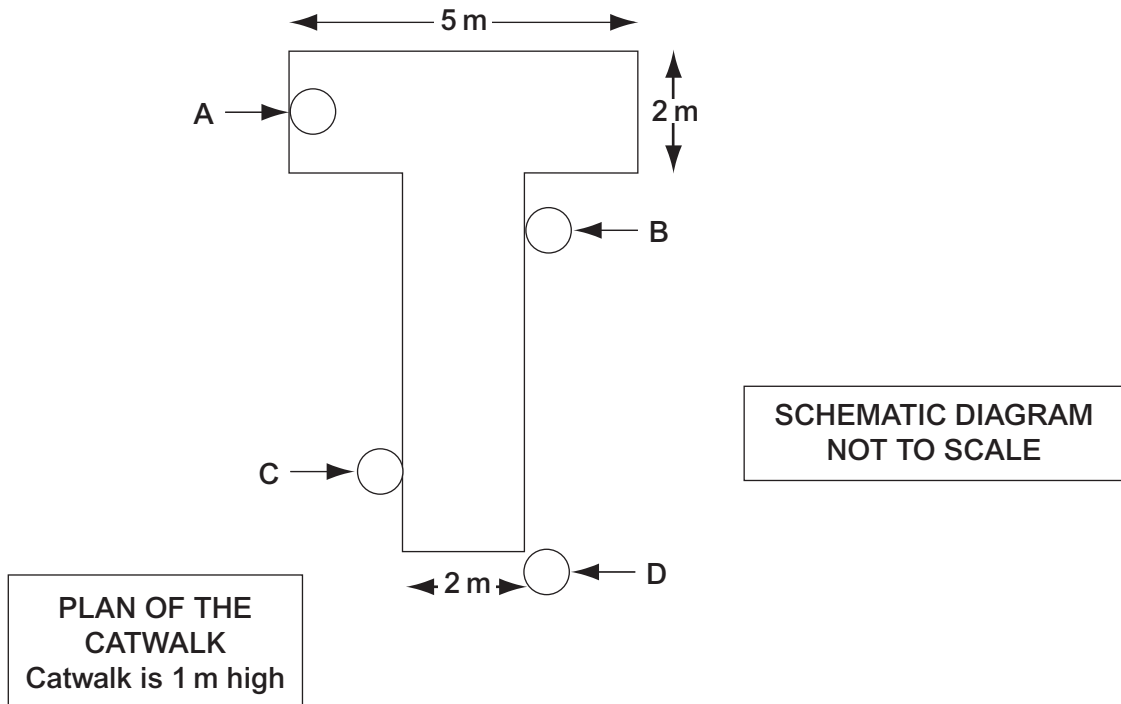 5 m
A
2 m
B
SCHEMATIC DIAGRAM
NOT TO SCALE
C
D
2 m
PLAN OF THE
CATWALK
Catwalk is 1 m high